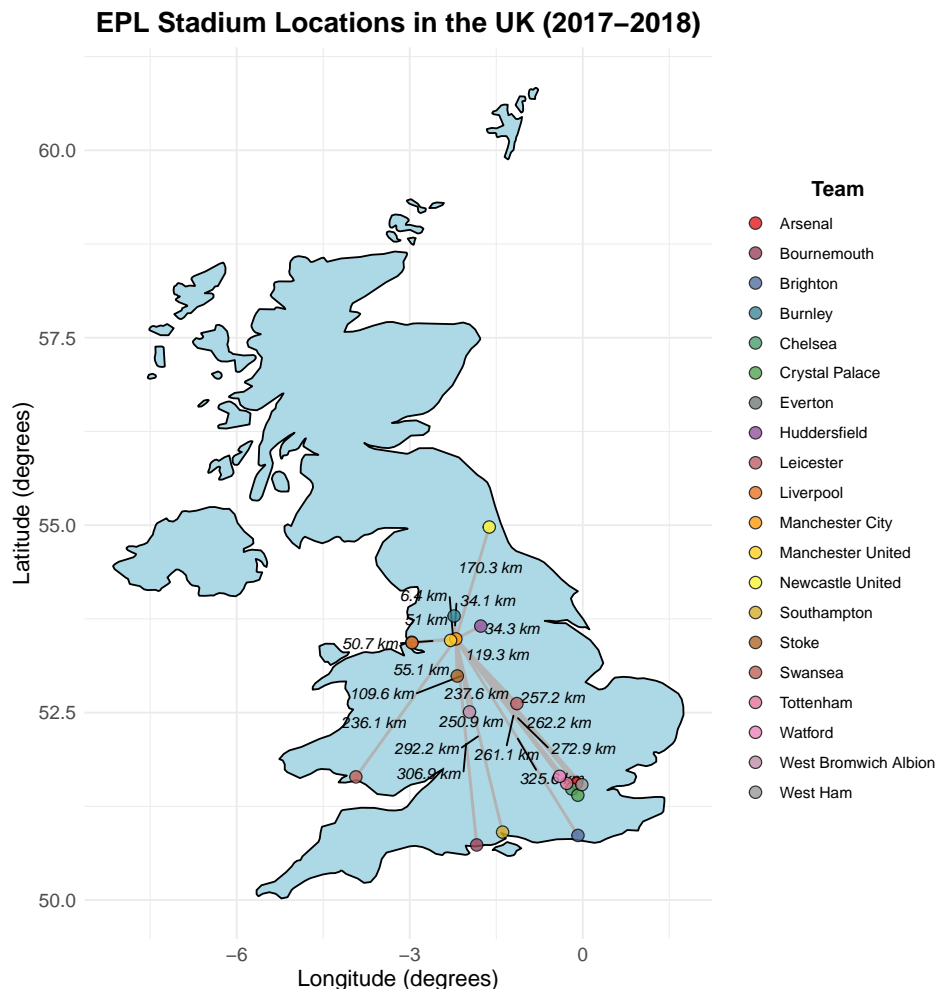 EPL Stadium Locations in the UK (2017−2018)
60.0
57.5
55.0
52.5
50.0
Latitude (degrees)
−6
−3
0
Longitude (degrees)
170.3 km
6.4 km
34.1 km
51 km
34.3 km
50.7 km
119.3 km
55.1 km
109.6 km
237.6 km
257.2 km
236.1 km
250.9 km
262.2 km
292.2 km
261.1 km
272.9 km
306.9 km
km
Team
Arsenal
Bournemouth
Brighton
Burnley
Chelsea
Crystal Palace
Everton
Huddersfield
Leicester
Liverpool
Manchester City
Manchester United
Newcastle United
Southampton
Stoke
Swansea
Tottenham
Watford
West Bromwich Albion
West Ham